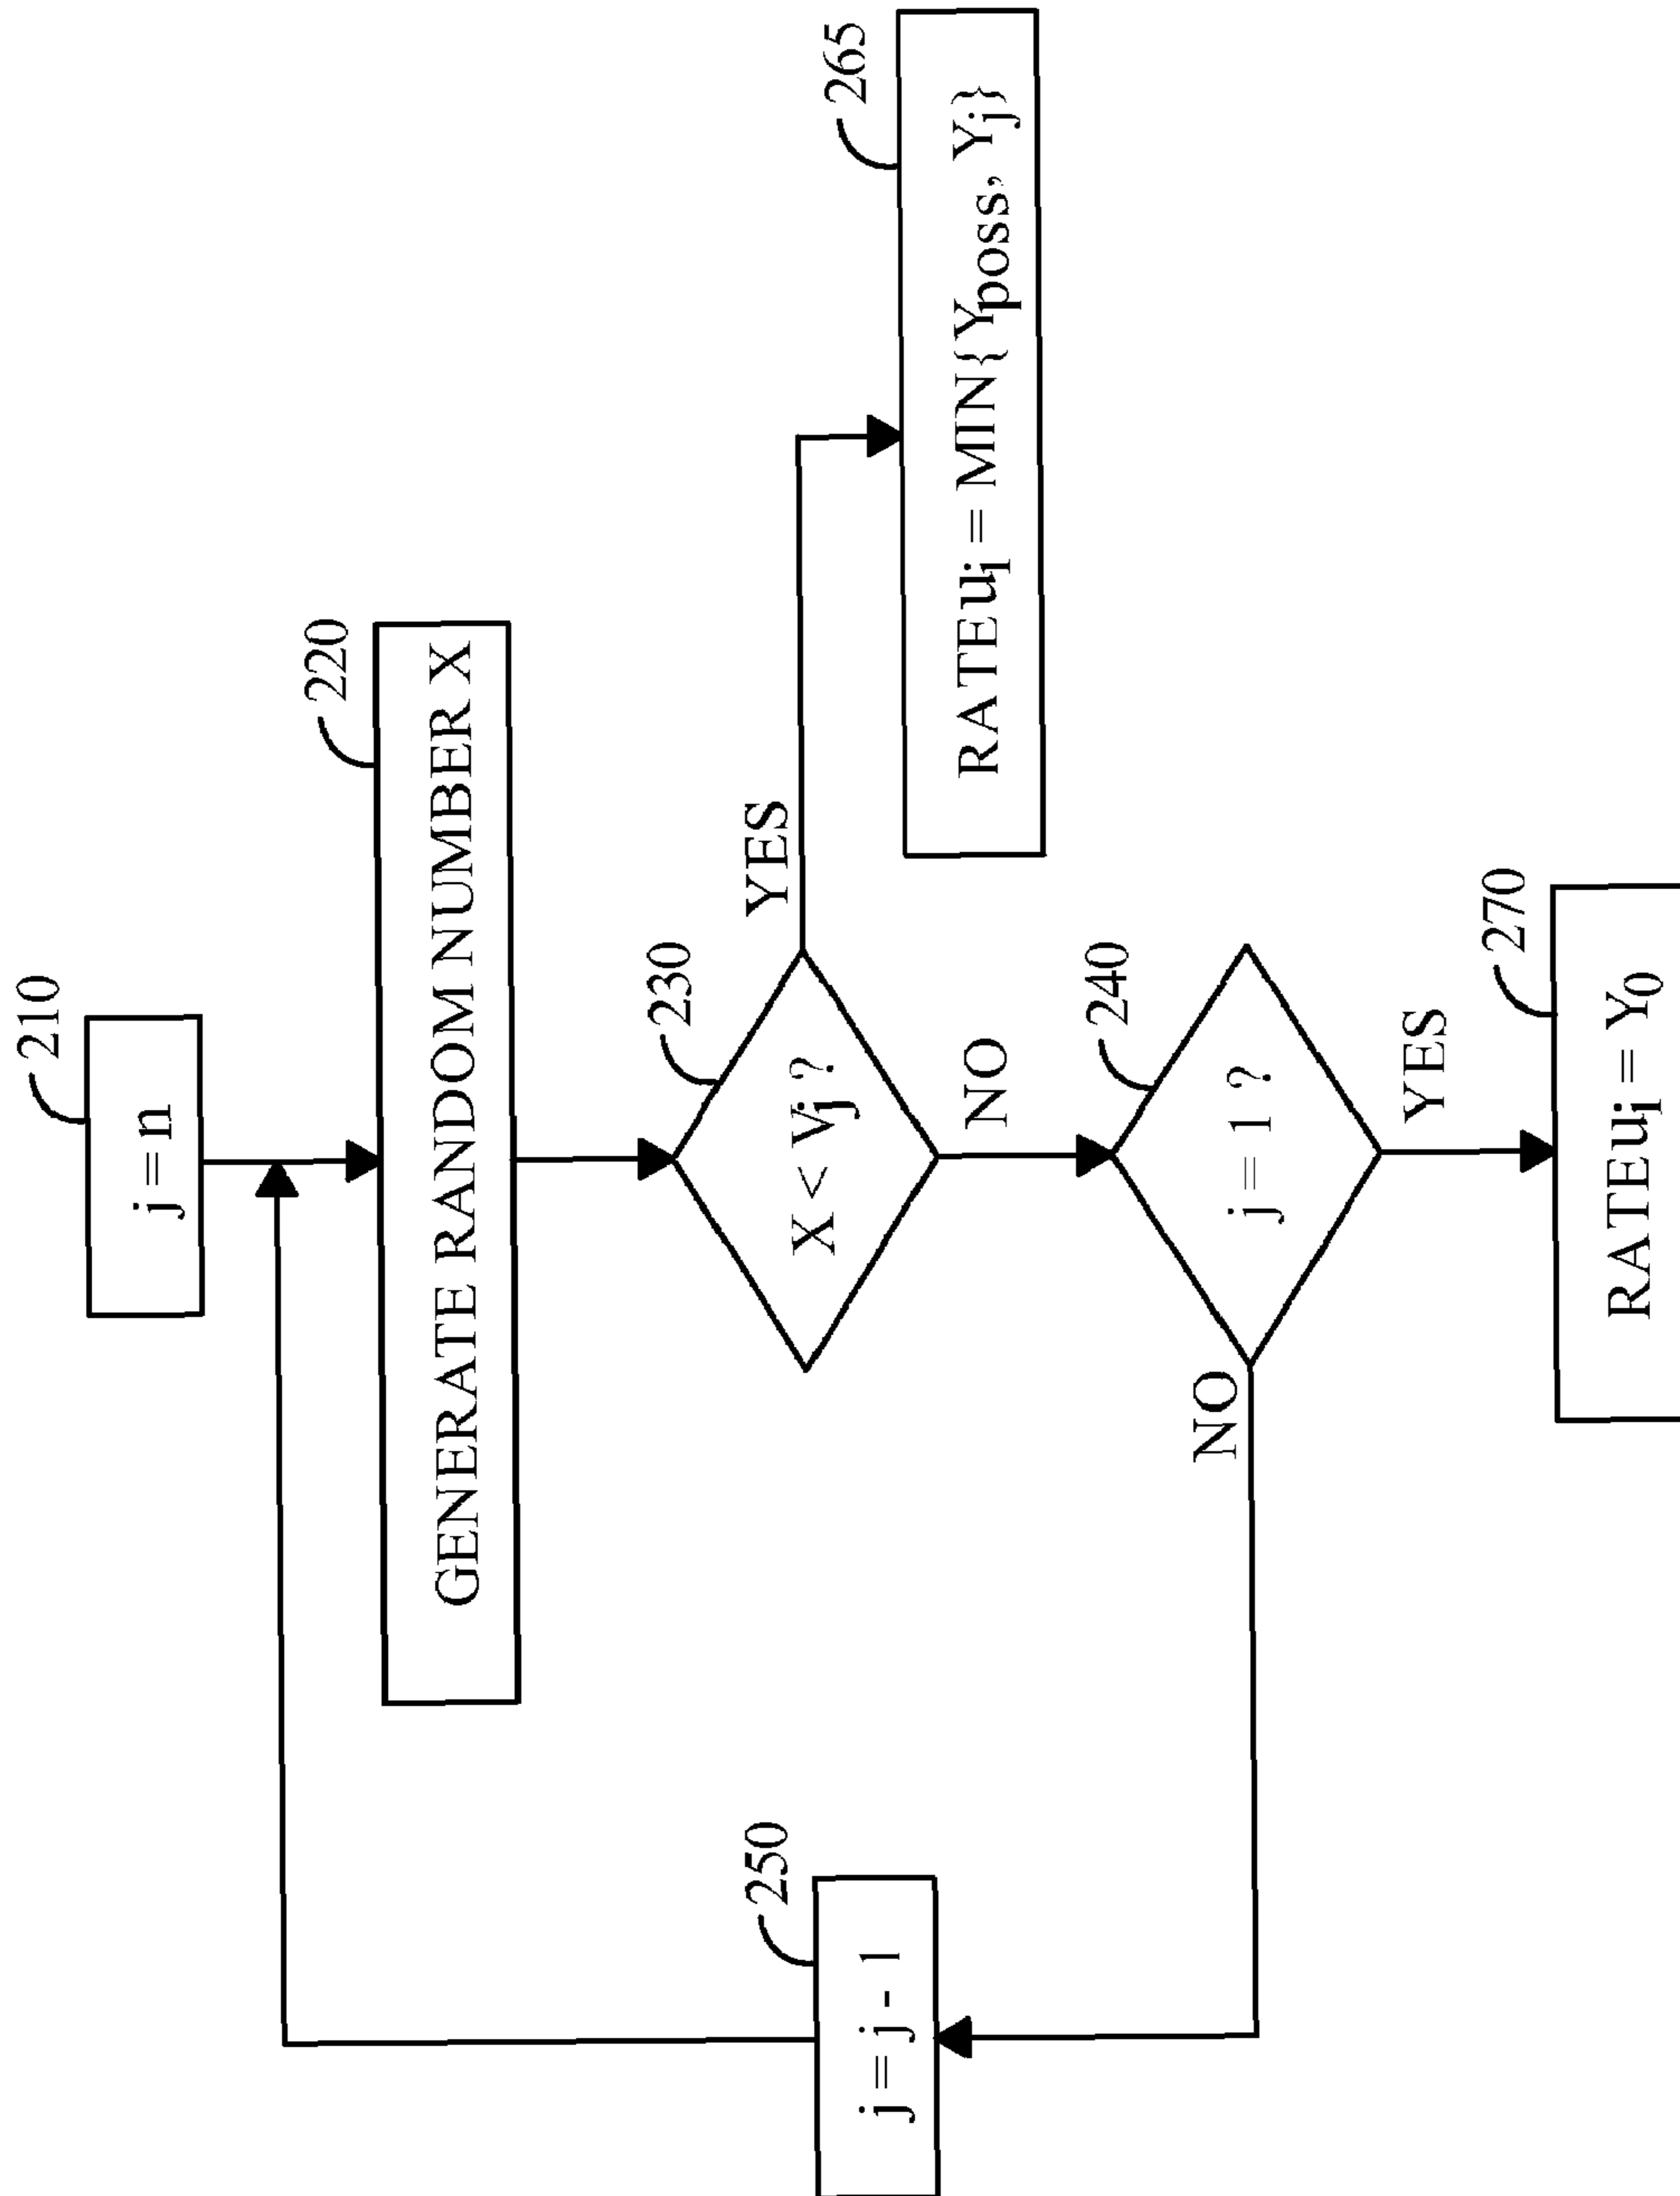 210
j = n
220
GENERATE RANDOM NUMBER X
230
X < Vj ?
YES
NO
265
RATEui = MIN{Yposs, Yj}
240
j = 1 ?
NO
YES
250
j = j - 1
270
RATEui = Y0